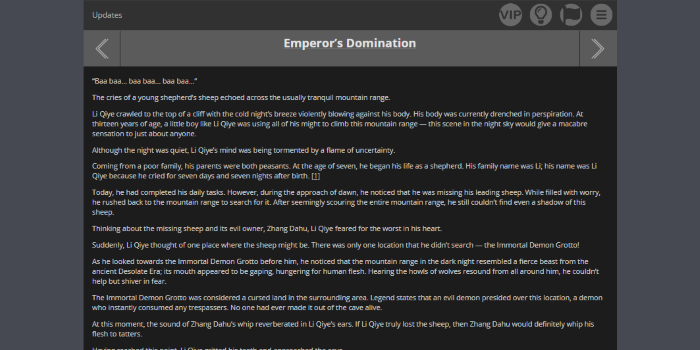 Updates
VIP
Emperor's Domination
“Baa baa... baa baa... baa baa...”
The cries of a young shepherd's sheep echoed across the usually tranquil mountain range.
Li Qiye crawled to the top of a cliff with the cold night's breeze violently blowing against his body. His body was currently drenched in perspiration. At
thirteen years of age, a little boy like Li Qiye was using all of his might to climb this mountain range — this scene in the night sky would give a macabre
sensation to just about anyone.
Although the night was quiet, Li Qiye's mind was being tormented by a flame of uncertainty.
Coming from a poor family, his parents were both peasants. At the age of seven, he began his life as a shepherd. His family name was Li; his name was Li
Qiye because he cried for seven days and seven nights after birth. [1]
Today, he had completed his daily tasks. However, during the approach of dawn, he noticed that he was missing his leading sheep. While filled with worry,
he rushed back to the mountain range to search for it. After seemingly scouring the entire mountain range, he still couldn't find even a shadow of this
sheep.
Thinking about the missing sheep and its evil owner, Zhang Dahu, Li Qiye feared for the worst in his heart.
Suddenly, Li Qiye thought of one place where the sheep might be. There was only one location that he didn't search — the Immortal Demon Grotto!
As he looked towards the Immortal Demon Grotto before him, he noticed that the mountain range in the dark night resembled a fierce beast from the
ancient Desolate Era; its mouth appeared to be gaping, hungering for human flesh. Hearing the howls of wolves resound from all around him, he couldn't
help but shiver in fear.
The Immortal Demon Grotto was considered a cursed land in the surrounding area. Legend states that an evil demon presided over this location, a demon
who instantly consumed any trespassers. No one had ever made it out of the cave alive.
At this moment, the sound of Zhang Dahu's whip reverberated in Li Qiye's ears. If Li Qiye truly lost the sheep, then Zhang Dahu would definitely whip his
flesh to tatters.